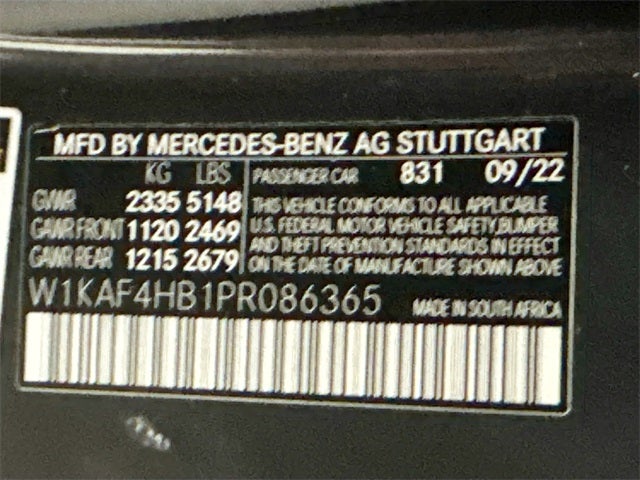 MFD BY MERCEDES-BENZ AG STUTTGART
KG LBS PASSENGER CAR 831 09/22
GVWR 2335 5148
GAWR FRONT 1120 2469
GAWR REAR 1215 2679
THIS VEHICLE CONFORMS TO ALL APPLICABLE
U.S. FEDERAL MOTOR VEHICLE SAFETY, BUMPER
AND THEFT PREVENTION STANDARDS IN EFFECT
ON THE DATE OF MANUFACTURE SHOWN ABOVE
W1KAF4HB1PR086365 MADE IN SOUTH AFRICA